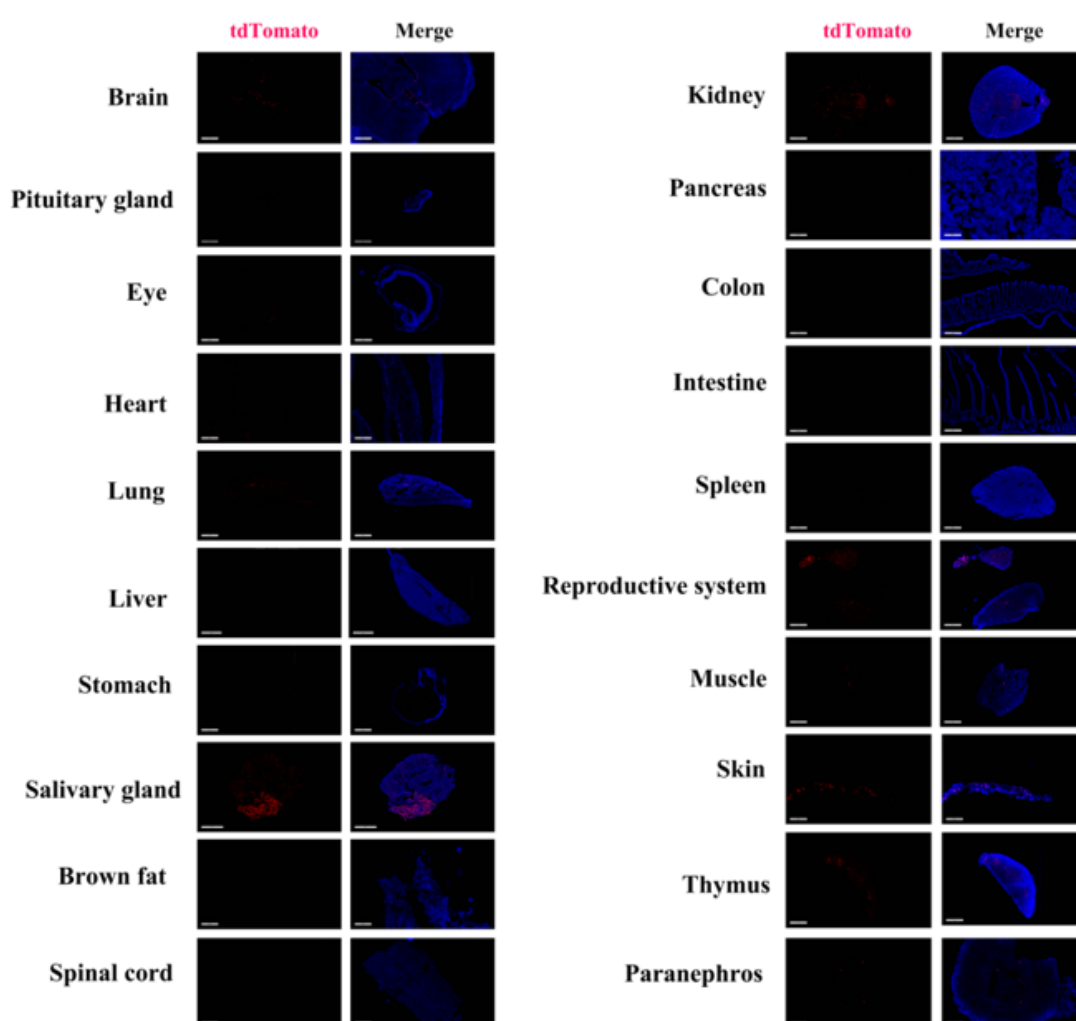 tdTomato Merge
Brain
Pituitary gland
Eye
Heart
Lung
Liver
Stomach
Salivary gland
Brown fat
Spinal cord
tdTomato Merge
Kidney
Pancreas
Colon
Intestine
Spleen
Reproductive system
Muscle
Skin
Thymus
Paranephros